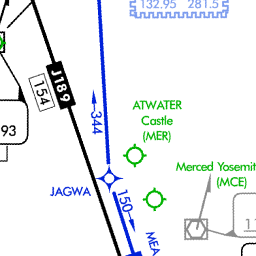 132.95 281.5
J189
154
344
93
ATWATER
Castle
(MER)
Merced Yosemit
(MCE)
JAGWA
150
MEA